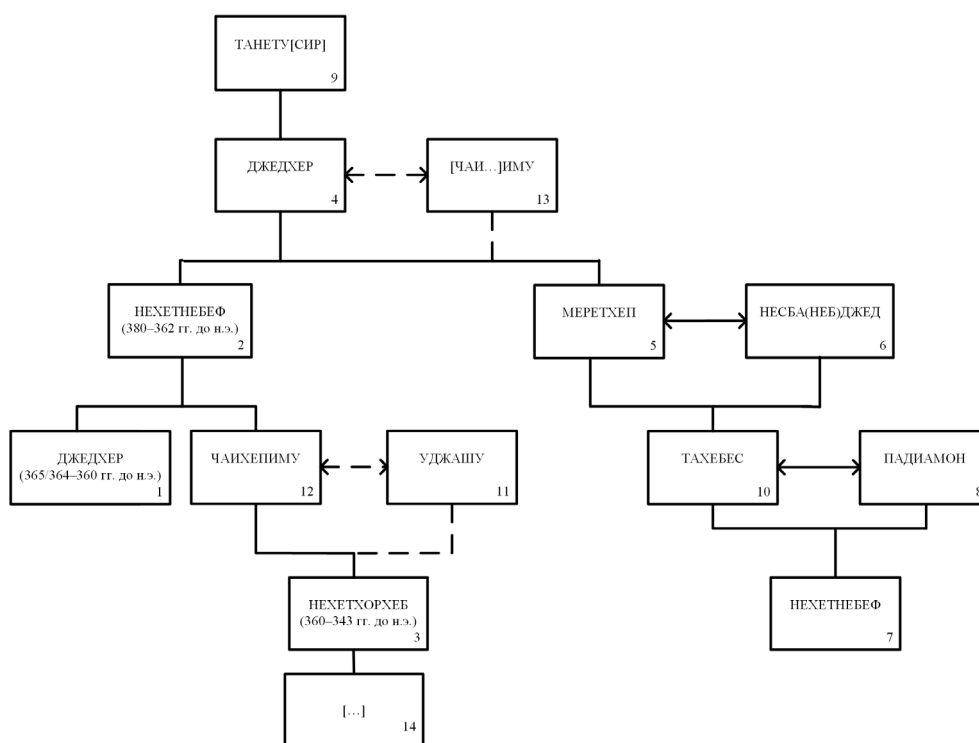 ТАНЕТУ[СИР]
9
ДЖЕДХЕР
4
[ЧАИ...]ИМУ
13
НЕХЕТНЕБЕФ
(380–362 гг. до н.э.)
2
МЕРЕТХЕП
5
НЕСБА(НЕБ)ДЖЕД
6
ДЖЕДХЕР
(365/364–360 гг. до н.э.)
1
ЧАИХЕПИМУ
12
УДЖАШУ
11
ТАХЕБЕС
10
ПАДИАМОН
8
НЕХЕТХОРХЕБ
(360–343 гг. до н.э.)
3
НЕХЕТНЕБЕФ
7
[...]
14